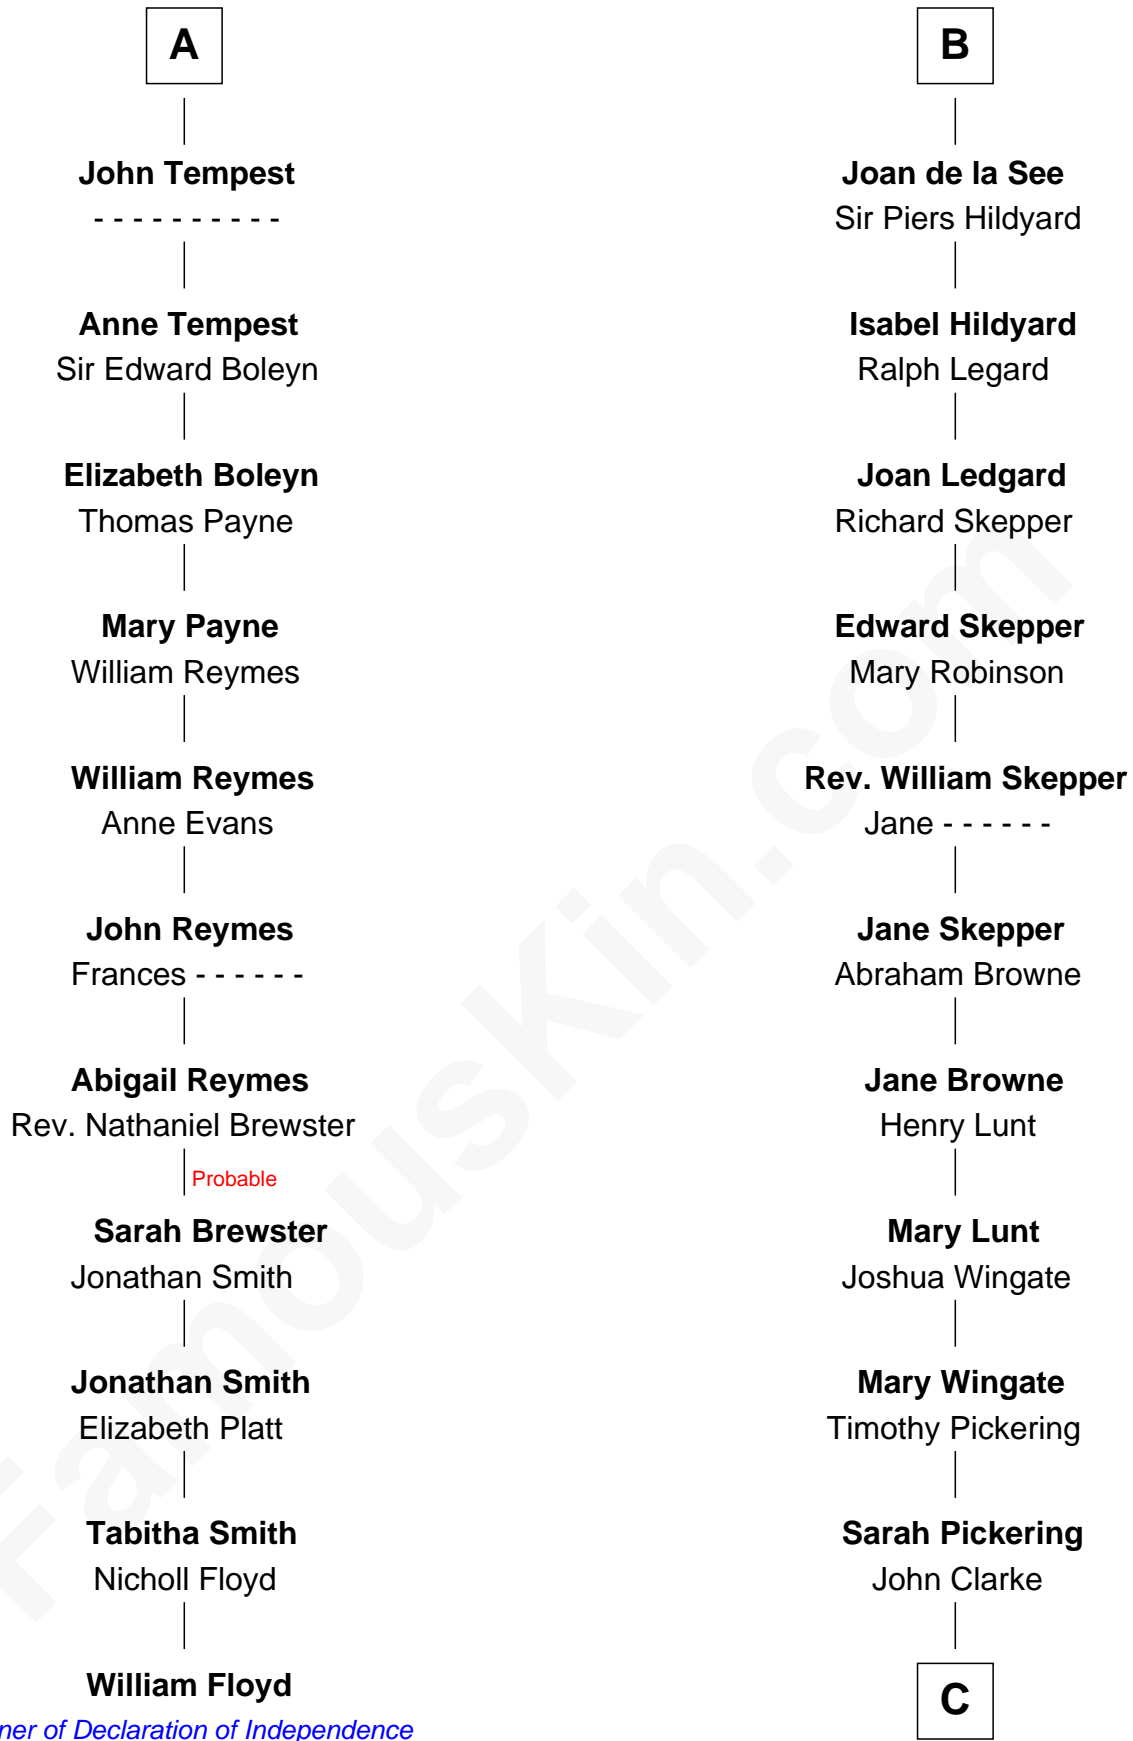 A
John Tempest
- - - - - - - - - -
Anne Tempest
Sir Edward Boleyn
Elizabeth Boleyn
Thomas Payne
Mary Payne
William Reymes
William Reymes
Anne Evans
John Reymes
Frances - - - - - -
Abigail Reymes
Rev. Nathaniel Brewster
Probable
Sarah Brewster
Jonathan Smith
Jonathan Smith
Elizabeth Platt
Tabitha Smith
Nicholl Floyd
William Floyd
ner of Declaration of Independence
B
Joan de la See
Sir Piers Hildyard
Isabel Hildyard
Ralph Legard
Joan Ledgard
Richard Skepper
Edward Skepper
Mary Robinson
Rev. William Skepper
Jane - - - - - -
Jane Skepper
Abraham Browne
Jane Browne
Henry Lunt
Mary Lunt
Joshua Wingate
Mary Wingate
Timothy Pickering
Sarah Pickering
John Clarke
C
FamousKin.com